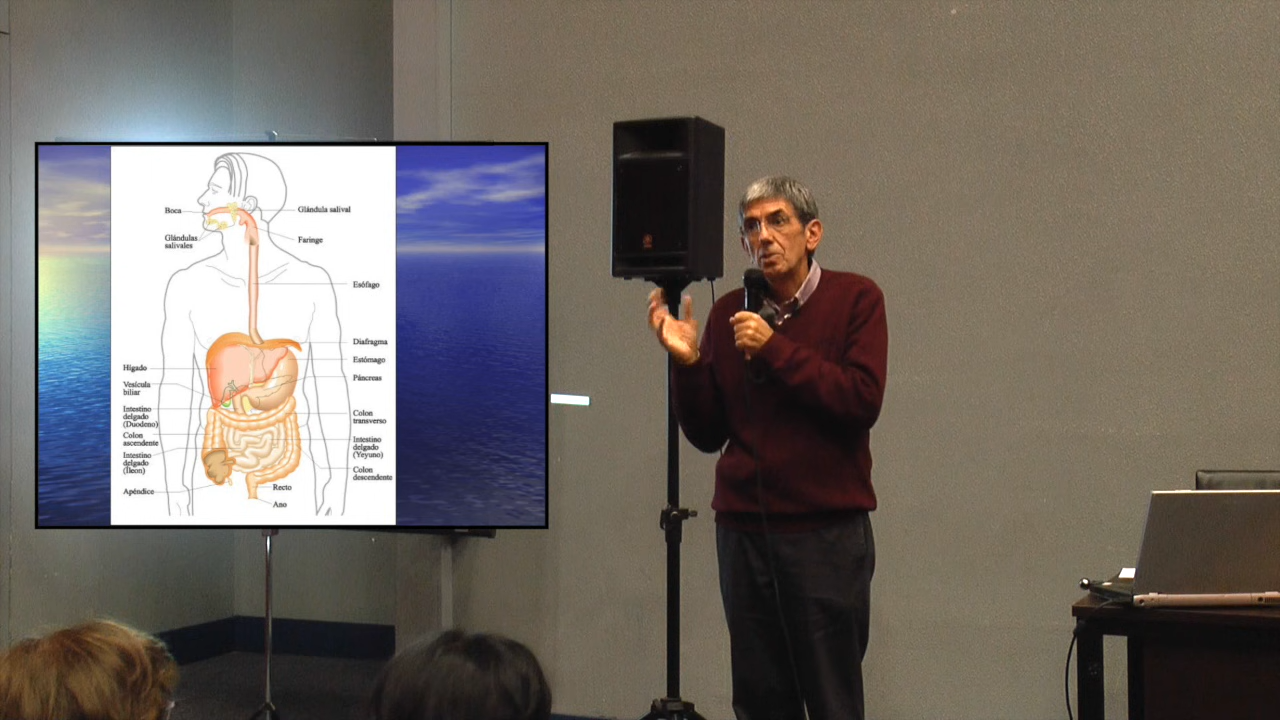 Boca
Glándula salival
Glándulas
salivales
Faringe
Esófago
Diafragma
Estómago
Páncreas
Hígado
Vesícula
biliar
Intestino
delgado
(Duodeno)
Colon
ascendente
Intestino
delgado
(Íleon)
Apéndice
Colon
transverso
Intestino
delgado
(Yeyuno)
Colon
descendente
Recto
Ano